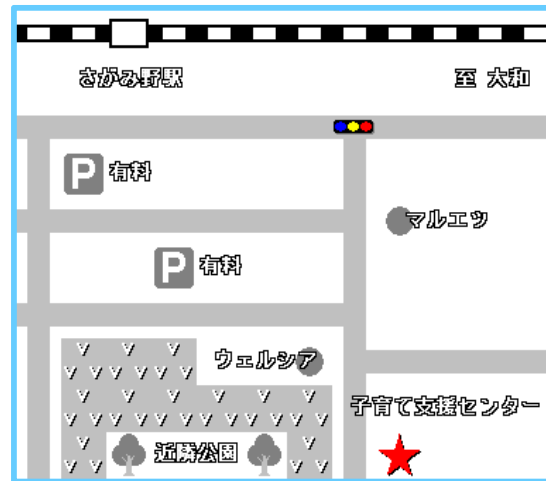 さがみ野駅
至 大和
P 有料
マルエツ
P 有料
ウェルシア
子育て支援センター
近隣公園